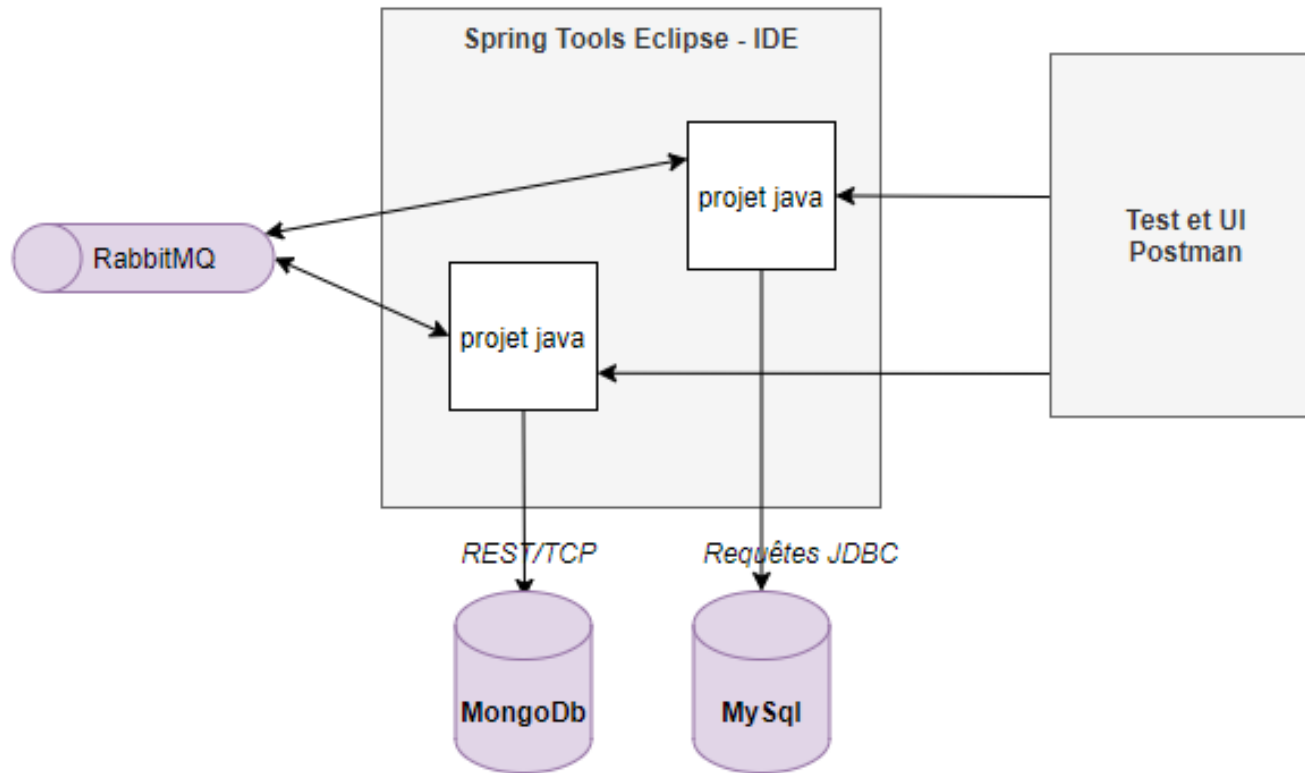 Spring Tools Eclipse - IDE
projet java
Test et UI
Postman
RabbitMQ
projet java
REST/TCP
Requêtes JDBC
MongoDb
MySql